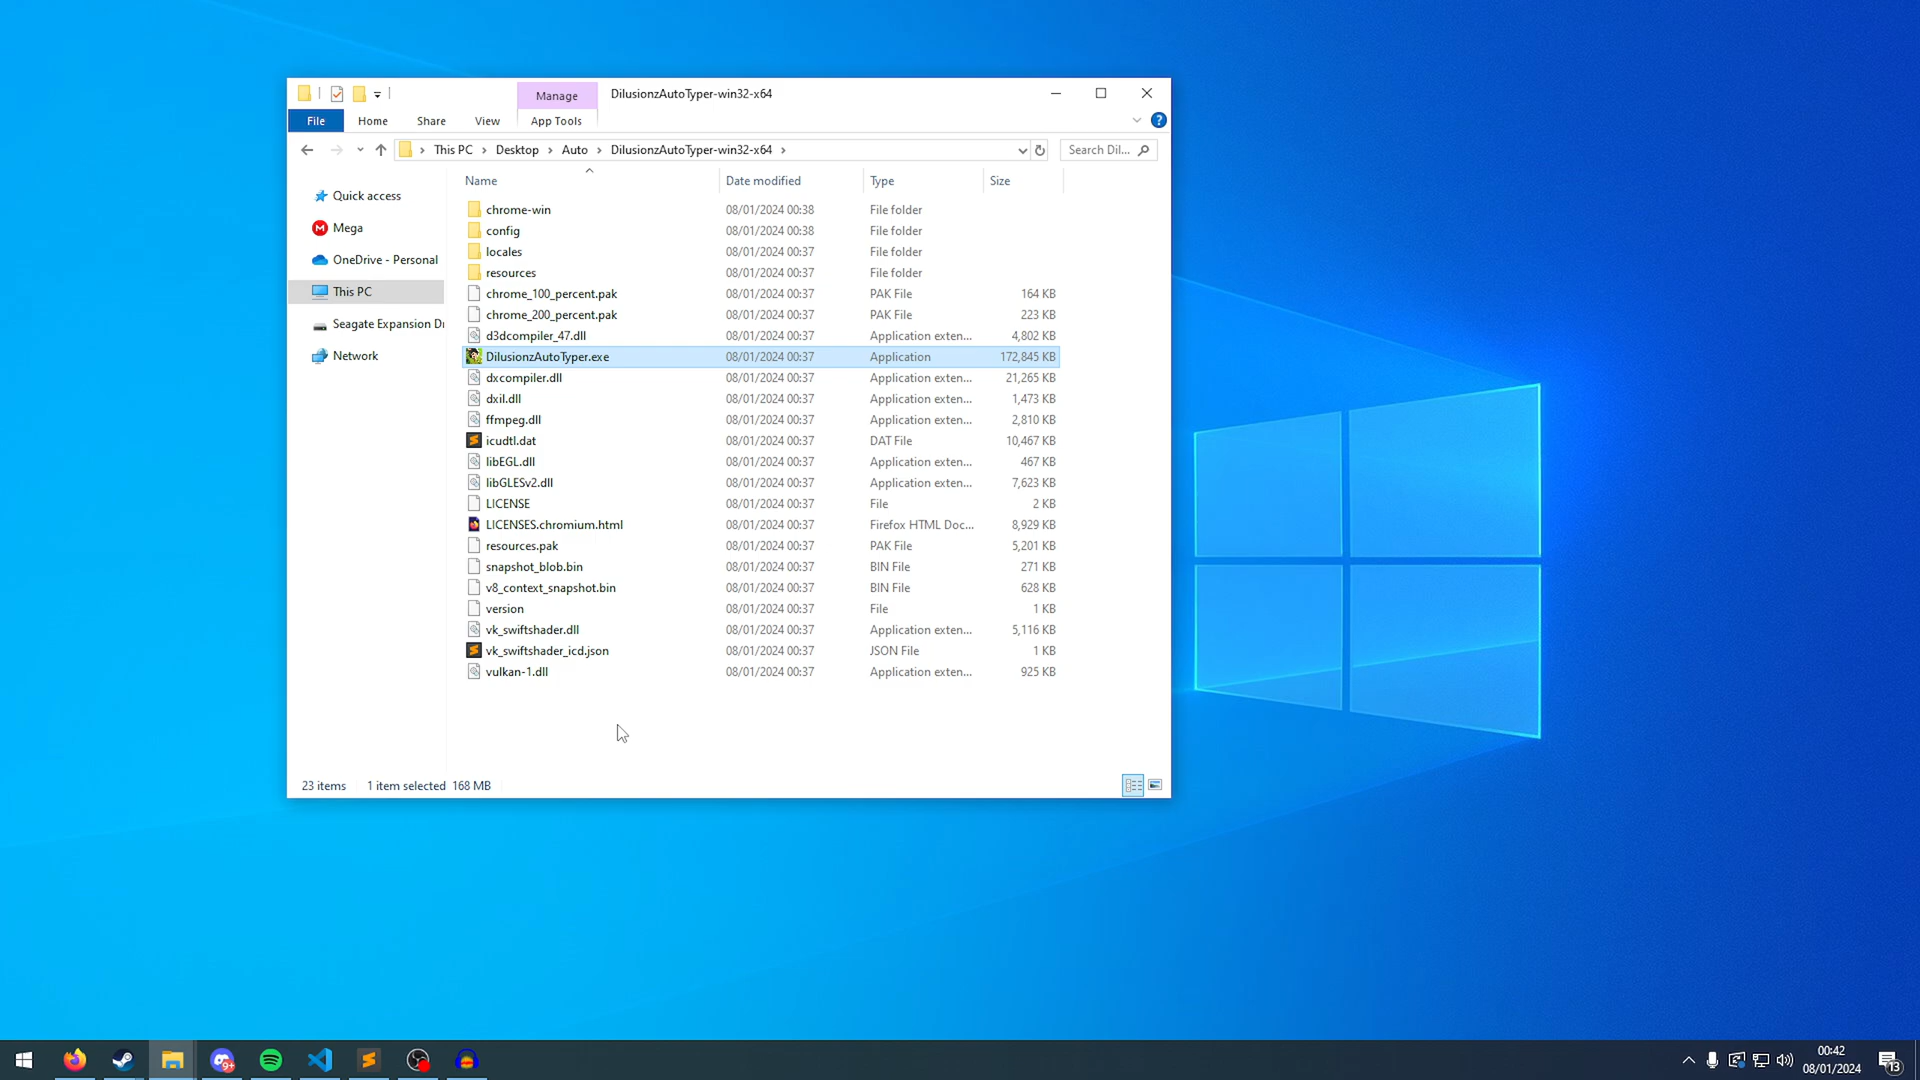 Manage
DilusionzAutoTyper-win32-x64
File Home Share View App Tools
This PC Desktop Auto DilusionzAutoTyper-win32-x64
Search Dil...
Name Date modified Type Size
Quick access
Mega
OneDrive - Personal
This PC
Seagate Expansion Dr
Network
chrome-win 08/01/2024 00:38 File folder
config 08/01/2024 00:38 File folder
locales 08/01/2024 00:37 File folder
resources 08/01/2024 00:37 File folder
chrome_100_percent.pak 08/01/2024 00:37 PAK File 164 KB
chrome_200_percent.pak 08/01/2024 00:37 PAK File 223 KB
d3dcompiler_47.dll 08/01/2024 00:37 Application exten... 4,802 KB
DilusionzAutoTyper.exe 08/01/2024 00:37 Application 172,845 KB
dxcompiler.dll 08/01/2024 00:37 Application exten... 21,265 KB
dxil.dll 08/01/2024 00:37 Application exten... 1,473 KB
ffmpeg.dll 08/01/2024 00:37 Application exten... 2,810 KB
icudtl.dat 08/01/2024 00:37 DAT File 10,467 KB
libEGL.dll 08/01/2024 00:37 Application exten... 467 KB
libGLESv2.dll 08/01/2024 00:37 Application exten... 7,623 KB
LICENSE 08/01/2024 00:37 File 2 KB
LICENSES.chromium.html 08/01/2024 00:37 Firefox HTML Doc... 8,929 KB
resources.pak 08/01/2024 00:37 PAK File 5,201 KB
snapshot_blob.bin 08/01/2024 00:37 BIN File 271 KB
v8_context_snapshot.bin 08/01/2024 00:37 BIN File 628 KB
version 08/01/2024 00:37 File 1 KB
vk_swiftshader.dll 08/01/2024 00:37 Application exten... 5,116 KB
vk_swiftshader_icd.json 08/01/2024 00:37 JSON File 1 KB
vulkan-1.dll 08/01/2024 00:37 Application exten... 925 KB
23 items 1 item selected 168 MB
9+
00:42
08/01/2024
13